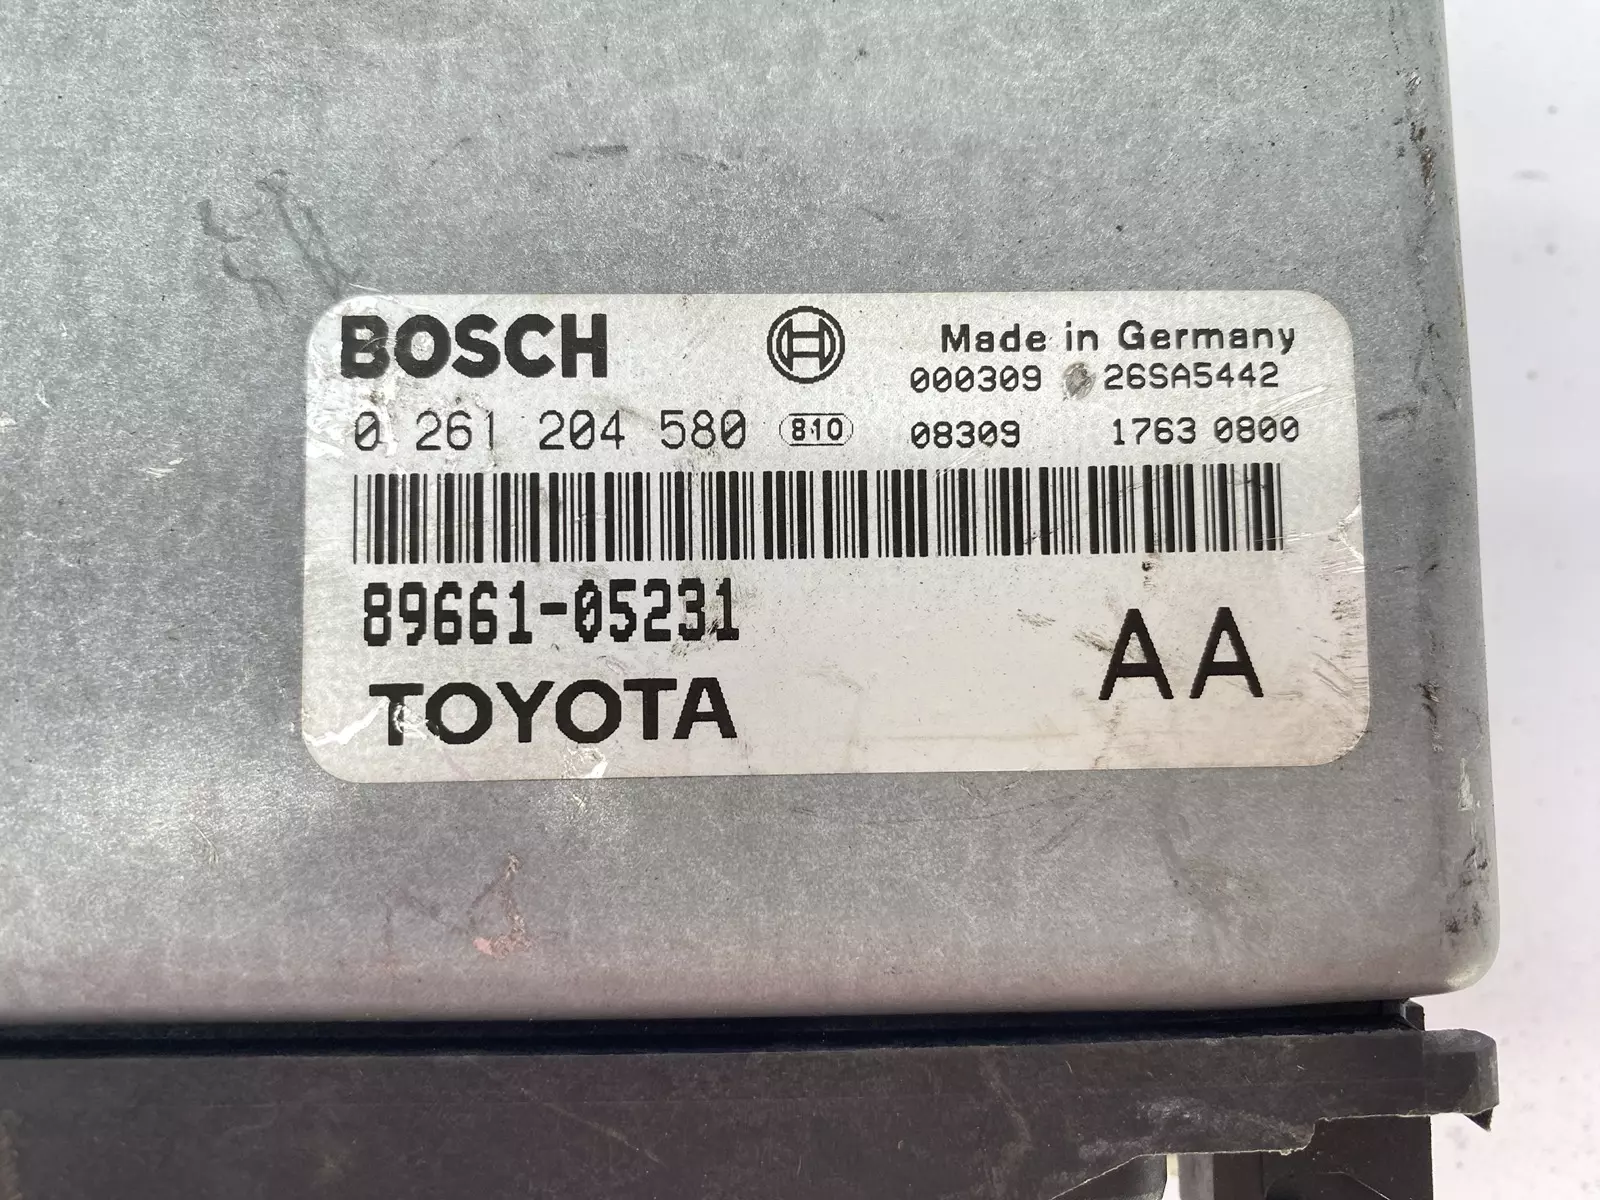 BOSCH Made in Germany
000309 26SA5442
0 261 204 580 810 08309 1763 0800
89661-05231
AA
TOYOTA